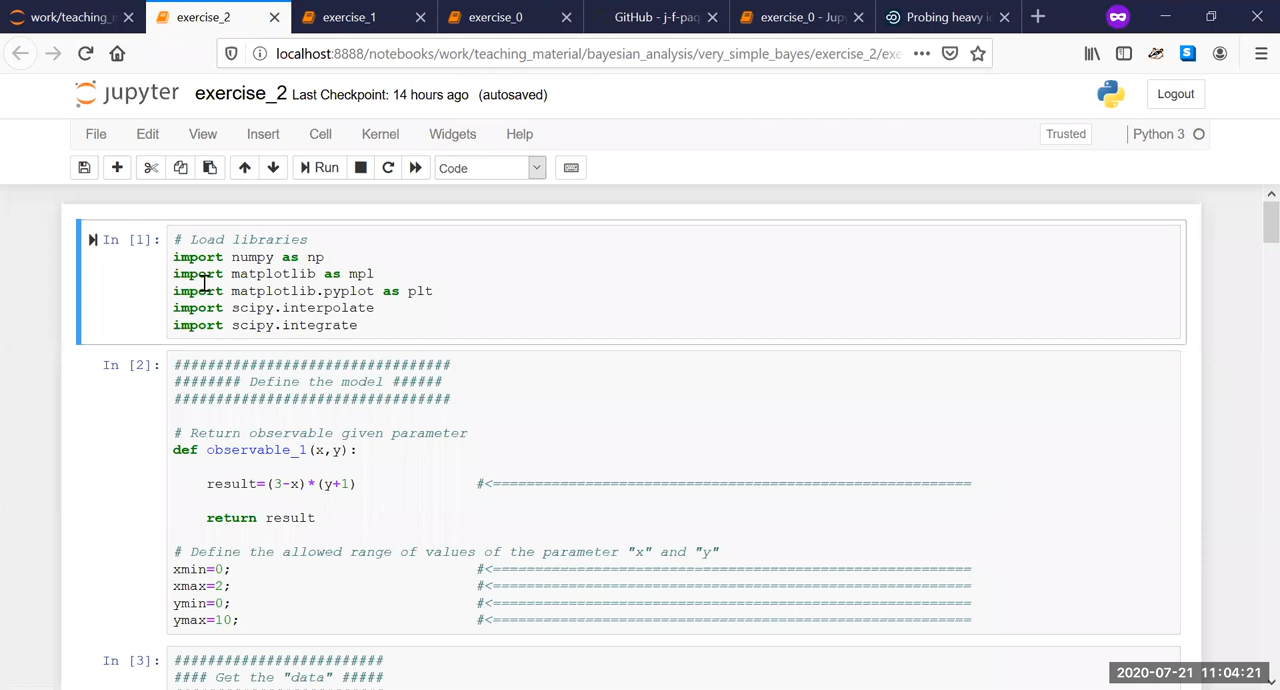 work/teaching_m
exercise_2
exercise_1
exercise_0
GitHub - j-f-paq
exercise_0 - Jup
Probing heavy i
localhost:8888/notebooks/work/teaching_material/bayesian_analysis/very_simple_bayes/exercise_2/exe
jupyter exercise_2 Last Checkpoint: 14 hours ago (autosaved)
Logout
File Edit View Insert Cell Kernel Widgets Help
Trusted
Python 3
Run
Code
In [1]:
# Load libraries
import numpy as np
import matplotlib as mpl
import matplotlib.pyplot as plt
import scipy.interpolate
import scipy.integrate
In [2]:
#################################
######## Define the model ######
#################################
# Return observable given parameter
def observable_1(x,y):
result=(3-x)*(y+1) #<=========================================================
return result
# Define the allowed range of values of the parameter "x" and "y"
xmin=0; #<=========================================================
xmax=2; #<=========================================================
ymin=0; #<=========================================================
ymax=10; #<=========================================================
In [3]:
#########################
#### Get the "data" #####
2020-07-21 11:04:21